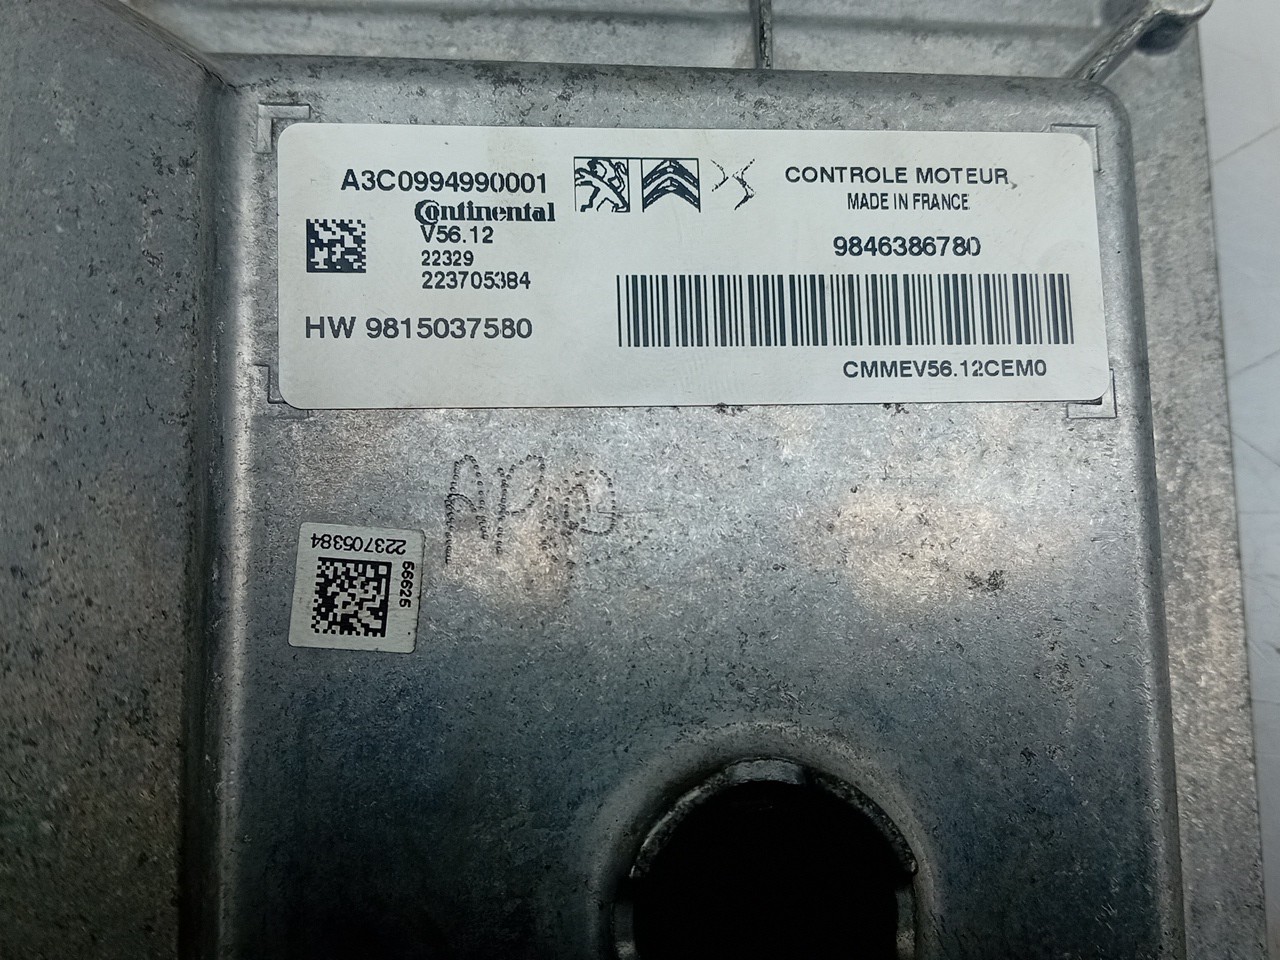 A3C0994990001
Continental
V56.12
22329
223705384
HW 9815037580
CONTROLE MOTEUR
MADE IN FRANCE
9846386780
CMMEV56.12CEM0
223705384
56625